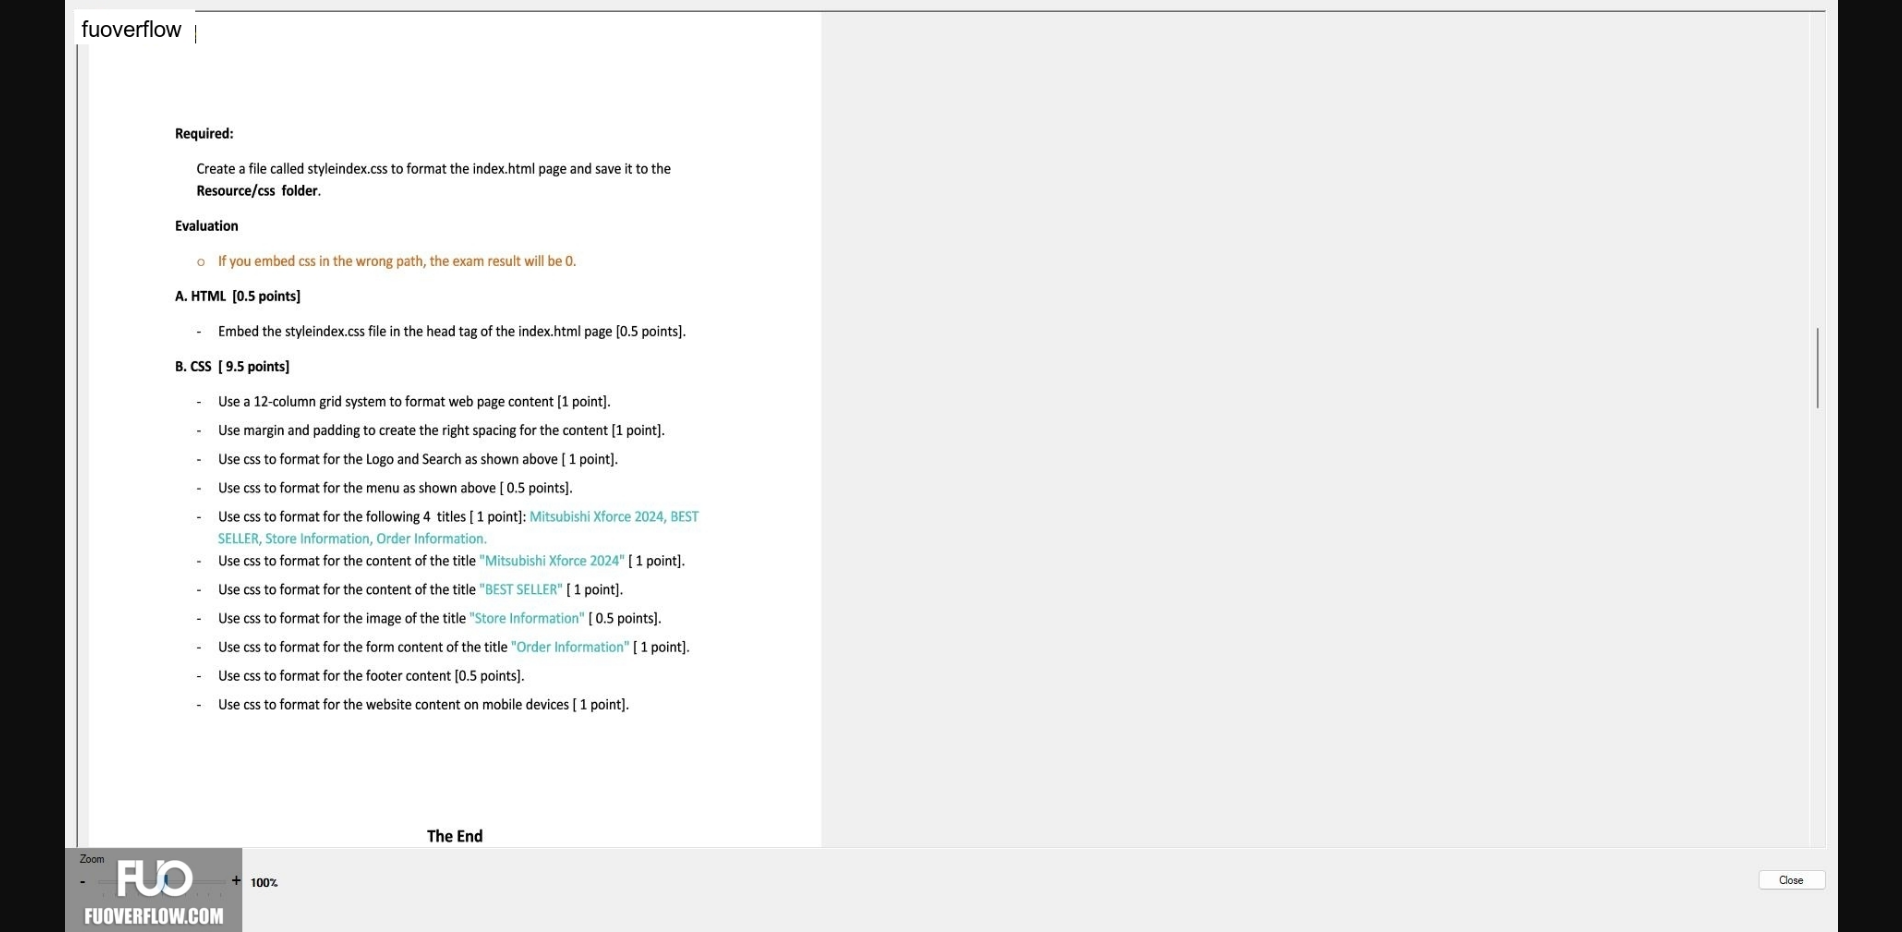 fuoverflow
Required:
Create a file called styleindex.css to format the index.html page and save it to the
Resource/css folder.
Evaluation
o If you embed css in the wrong path, the exam result will be 0.
A. HTML [0.5 points]
- Embed the styleindex.css file in the head tag of the index.html page [0.5 points].
B. CSS [ 9.5 points]
- Use a 12-column grid system to format web page content [1 point].
- Use margin and padding to create the right spacing for the content [1 point].
- Use css to format for the Logo and Search as shown above [ 1 point].
- Use css to format for the menu as shown above [ 0.5 points].
- Use css to format for the following 4 titles [ 1 point]: Mitsubishi Xforce 2024, BEST
SELLER, Store Information, Order Information.
- Use css to format for the content of the title "Mitsubishi Xforce 2024" [ 1 point].
- Use css to format for the content of the title "BEST SELLER" [ 1 point].
- Use css to format for the image of the title "Store Information" [ 0.5 points].
- Use css to format for the form content of the title "Order Information" [ 1 point].
- Use css to format for the footer content [0.5 points].
- Use css to format for the website content on mobile devices [ 1 point].
The End
Zoom
- + 100%
Close
FUO
FUOVERFLOW.COM